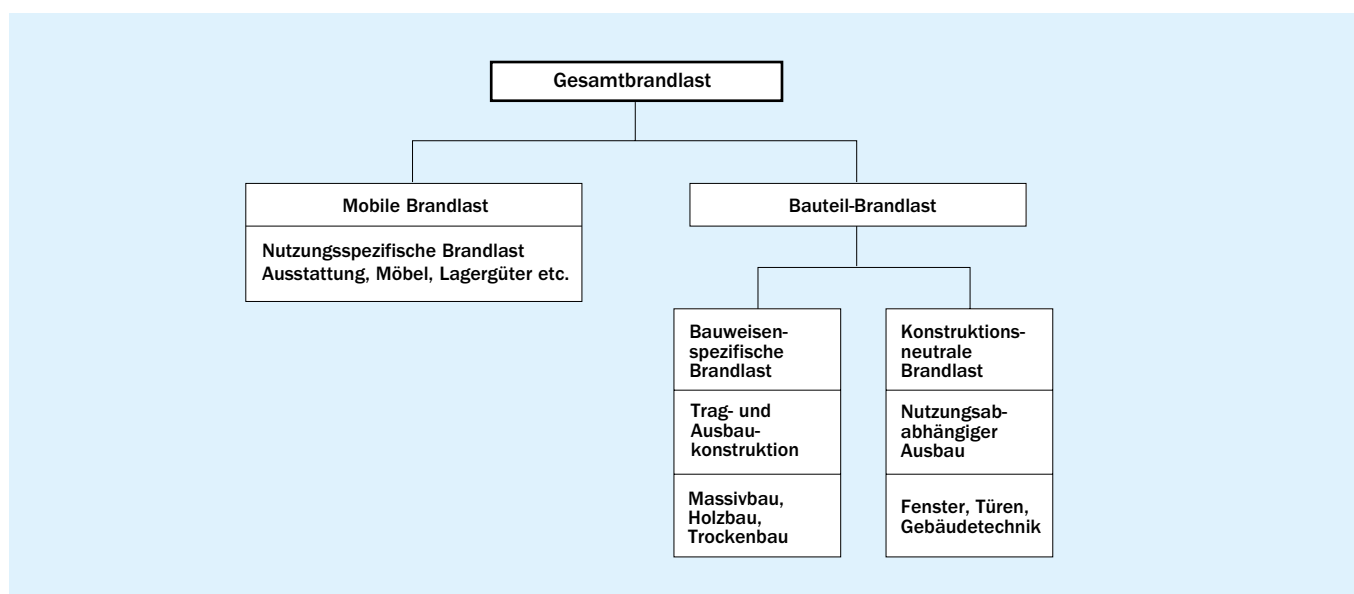 Gesamtbrandlast
Mobile Brandlast
Nutzungsspezifische Brandlast
Ausstattung, Möbel, Lagergüter etc.
Bauteil-Brandlast
Bauweisen-
spezifische
Brandlast
Trag- und
Ausbau-
konstruktion
Massivbau,
Holzbau,
Trockenbau
Konstruktions-
neutrale
Brandlast
Nutzungsab-
abhängiger
Ausbau
Fenster, Türen,
Gebäudetechnik